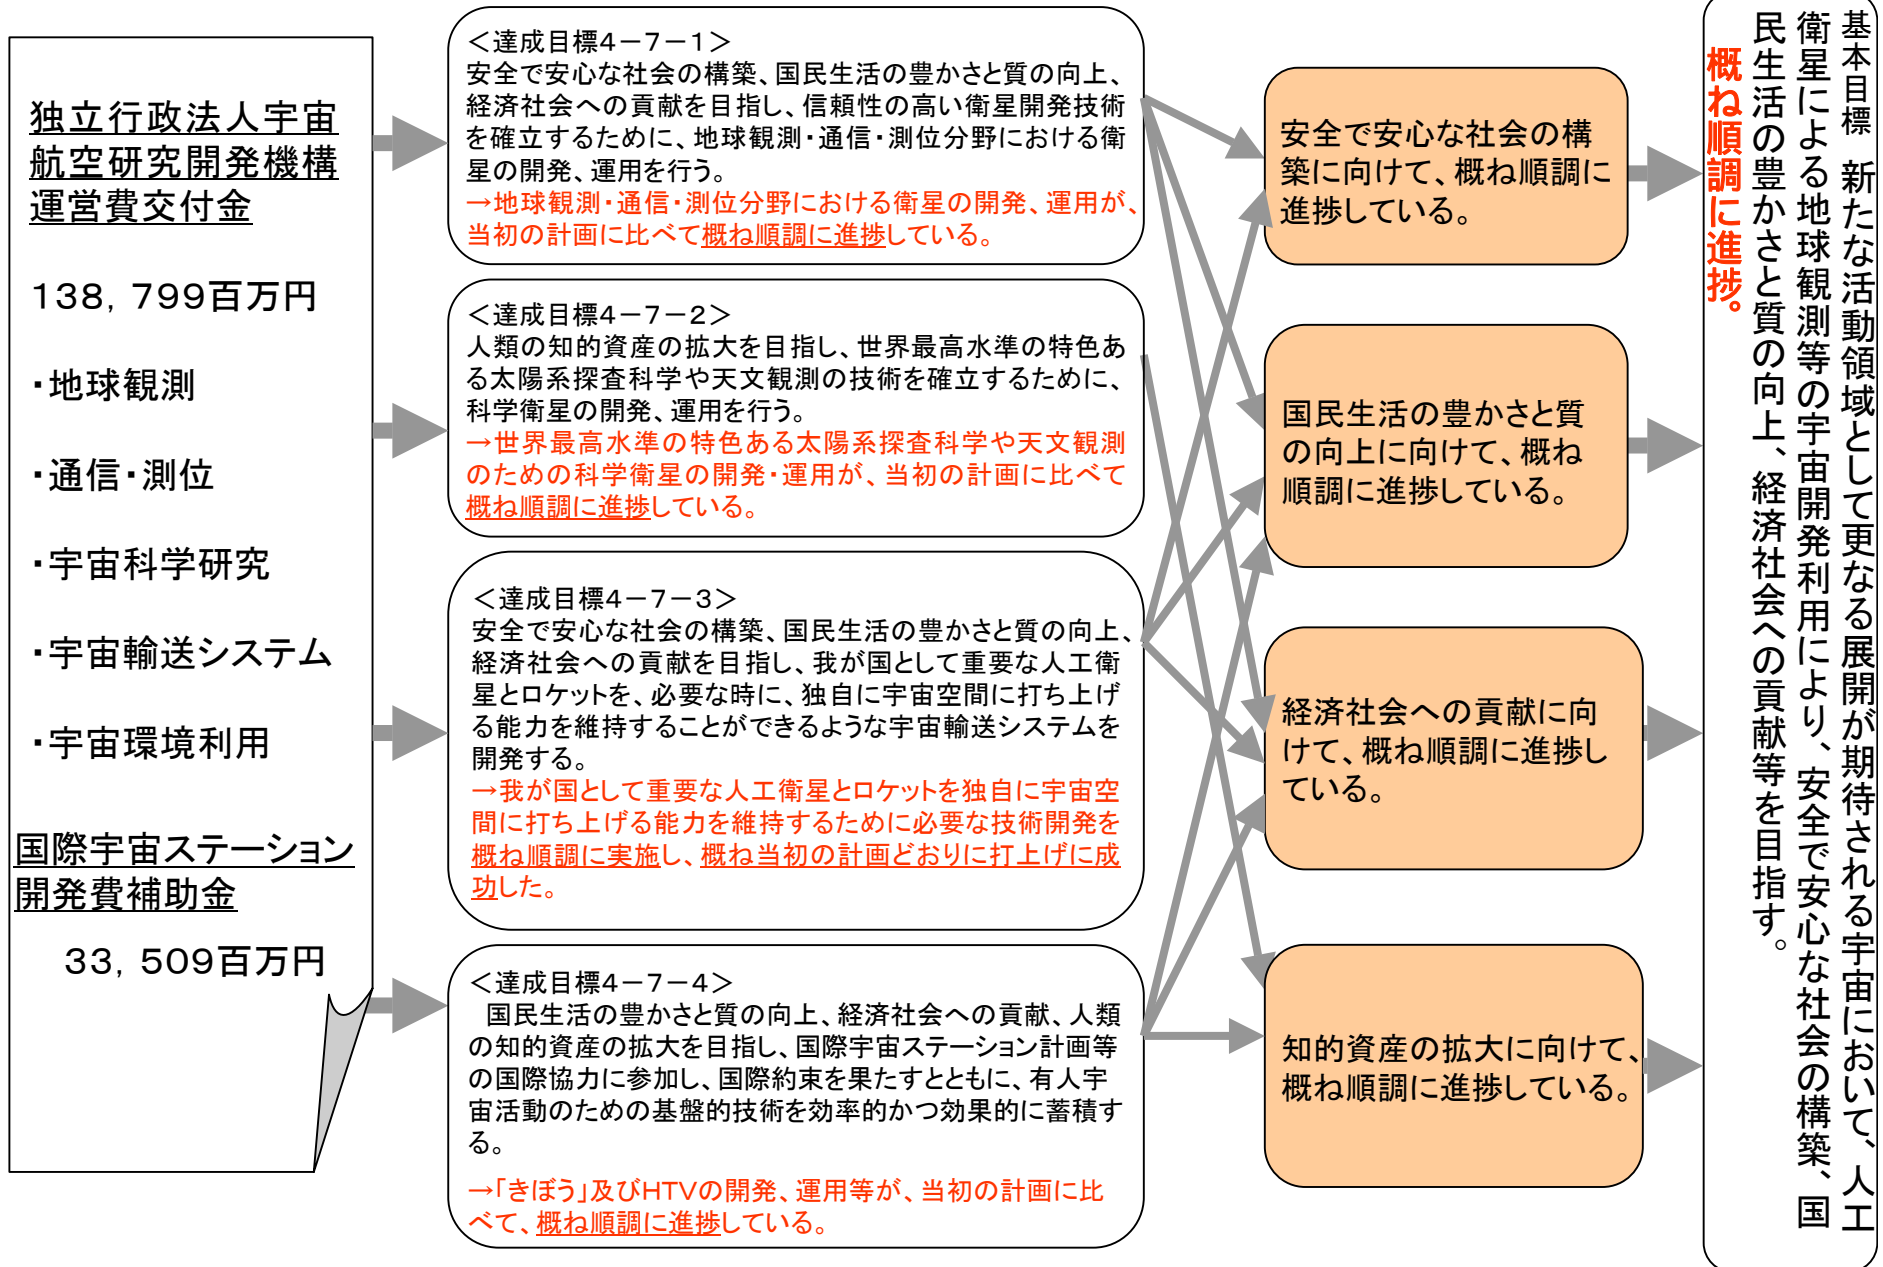 独立行政法人宇宙
航空研究開発機構
運営費交付金
138,799百万円
・地球観測
・通信・測位
・宇宙科学研究
・宇宙輸送システム
・宇宙環境利用
国際宇宙ステーション
開発費補助金
33,509百万円
＜達成目標4－7－1＞
安全で安心な社会の構築、国民生活の豊かさと質の向上、
経済社会への貢献を目指し、信頼性の高い衛星開発技術
を確立するために、地球観測・通信・測位分野における衛
星の開発、運用を行う。
→地球観測・通信・測位分野における衛星の開発、運用が、
当初の計画に比べて概ね順調に進捗している。
＜達成目標4－7－2＞
人類の知的資産の拡大を目指し、世界最高水準の特色あ
る太陽系探査科学や天文観測の技術を確立するために、
科学衛星の開発、運用を行う。
→世界最高水準の特色ある太陽系探査科学や天文観測
のための科学衛星の開発・運用が、当初の計画に比べて
概ね順調に進捗している。
＜達成目標4－7－3＞
安全で安心な社会の構築、国民生活の豊かさと質の向上、
経済社会への貢献を目指し、我が国として重要な人工衛
星とロケットを、必要な時に、独自に宇宙空間に打ち上げ
る能力を維持することができるような宇宙輸送システムを
開発する。
→我が国として重要な人工衛星とロケットを独自に宇宙空
間に打ち上げる能力を維持するために必要な技術開発を
概ね順調に実施し、概ね当初の計画どおりに打上げに成
功した。
＜達成目標4－7－4＞
国民生活の豊かさと質の向上、経済社会への貢献、人類
の知的資産の拡大を目指し、国際宇宙ステーション計画等
の国際協力に参加し、国際約束を果たすとともに、有人宇
宙活動のための基盤的技術を効率的かつ効果的に蓄積す
る。
→「きぼう」及びHTVの開発、運用等が、当初の計画に比
べて、概ね順調に進捗している。
安全で安心な社会の構
築に向けて、概ね順調に
進捗している。
国民生活の豊かさと質
の向上に向けて、概ね
順調に進捗している。
経済社会への貢献に向
けて、概ね順調に進捗し
ている。
知的資産の拡大に向けて、
概ね順調に進捗している。
基本目標 新たな活動領域として更なる展開が期待される宇宙において、人工
衛星による地球観測等の宇宙開発利用により、安全で安心な社会の構築、国
民生活の豊かさと質の向上、経済社会への貢献等を目指す。
概ね順調に進捗。